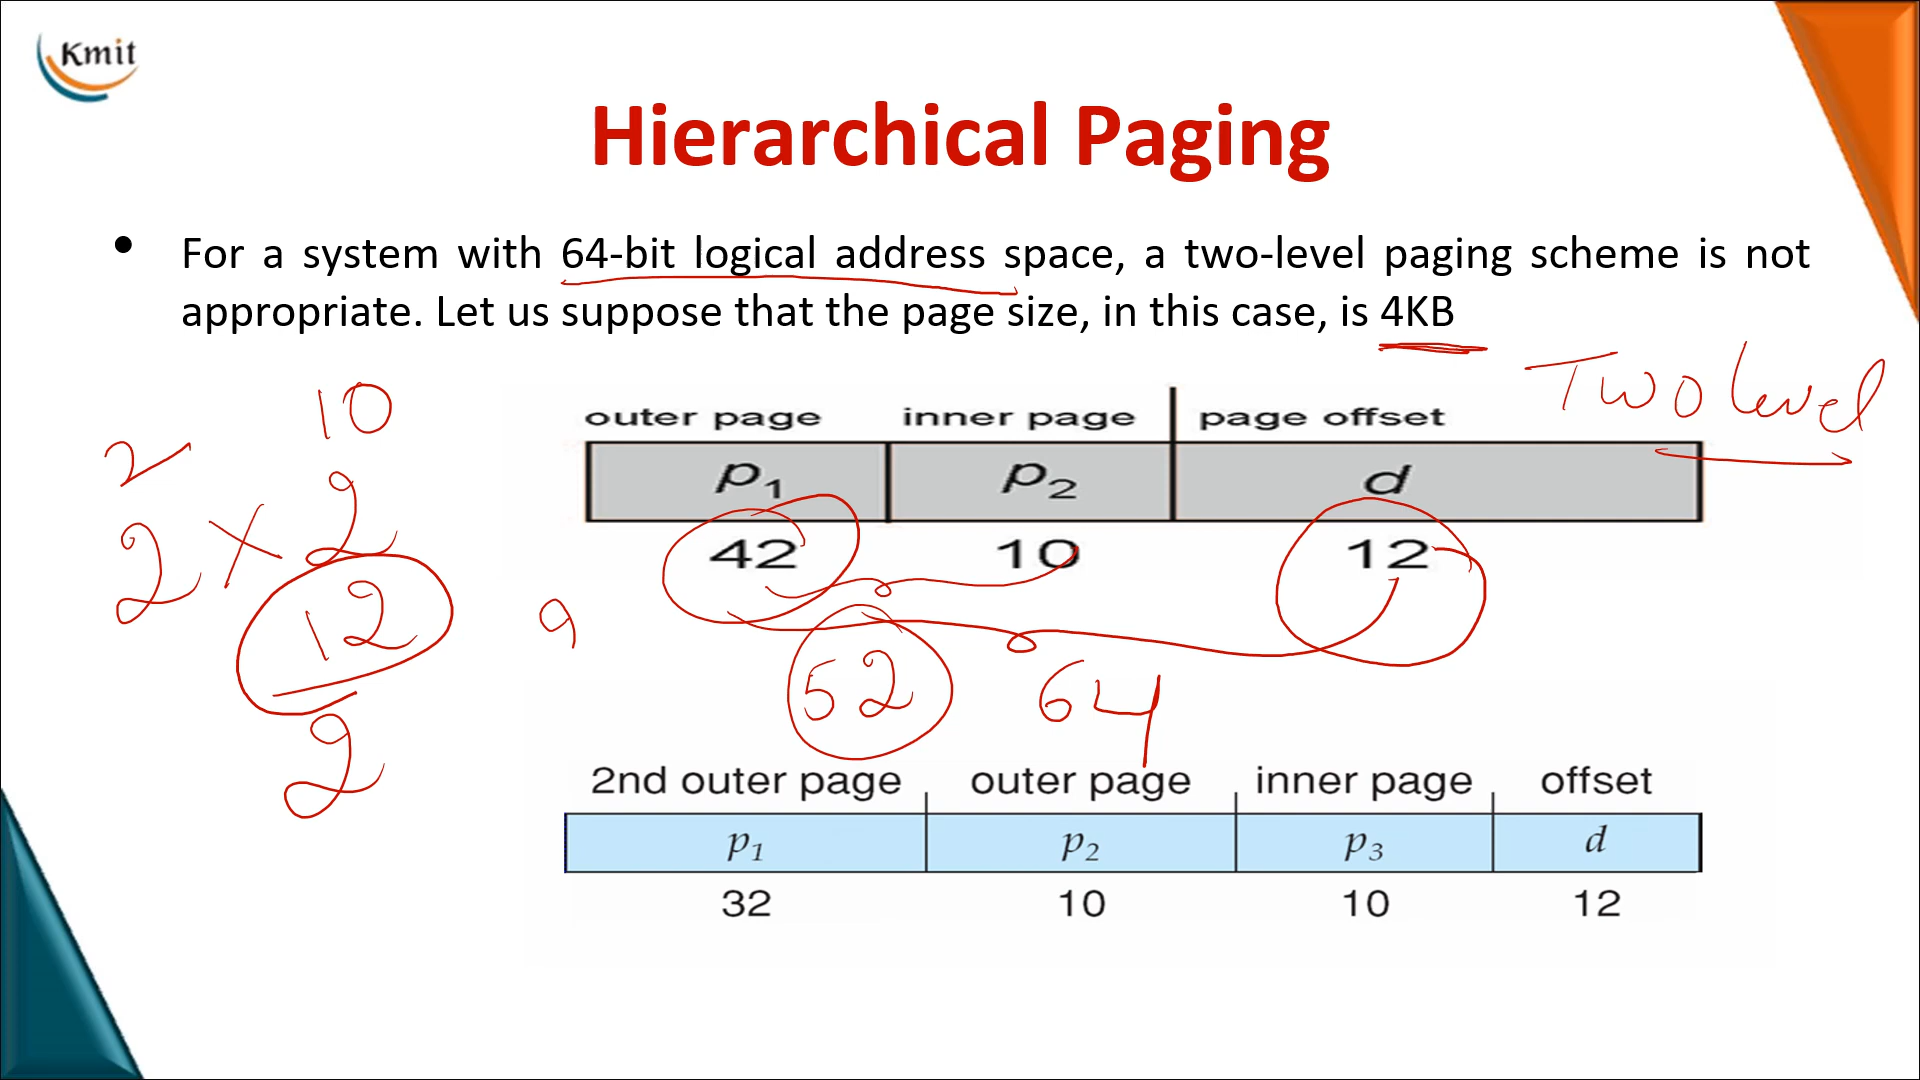 Kmit
Hierarchical Paging
• For a system with 64-bit logical address space, a two-level paging scheme is not
appropriate. Let us suppose that the page size, in this case, is 4KB
Two level
outer page inner page page offset
p1 p2 d
42 10 12
2 10
2 × 2
12
2
9
52 64
2nd outer page outer page inner page offset
p1 p2 p3 d
32 10 10 12